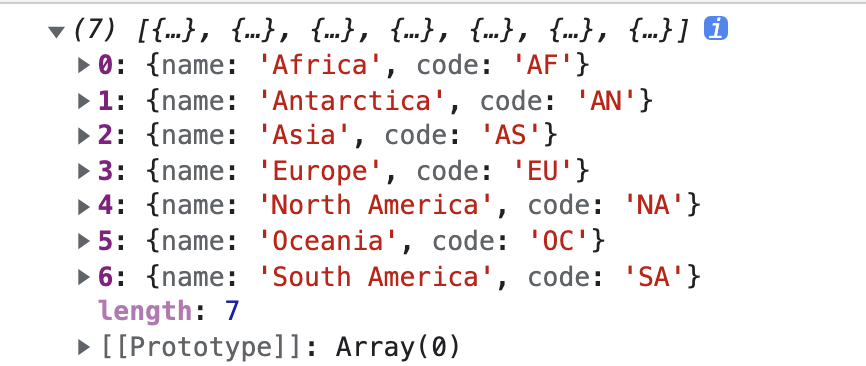 (7) [{…}, {…}, {…}, {…}, {…}, {…}, {…}] i
0: {name: 'Africa', code: 'AF'}
1: {name: 'Antarctica', code: 'AN'}
2: {name: 'Asia', code: 'AS'}
3: {name: 'Europe', code: 'EU'}
4: {name: 'North America', code: 'NA'}
5: {name: 'Oceania', code: 'OC'}
6: {name: 'South America', code: 'SA'}
length: 7
[[Prototype]]: Array(0)